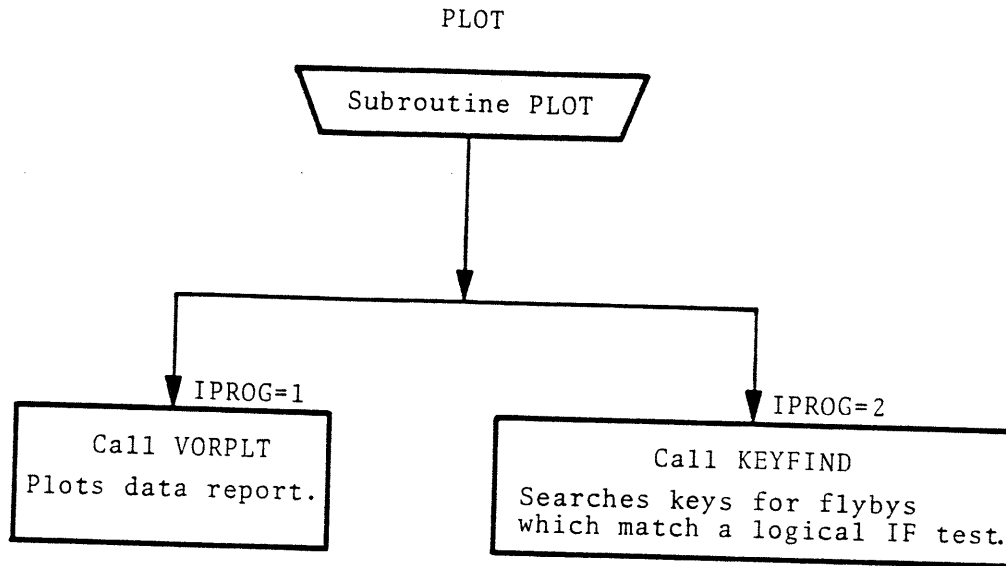 PLOT
Subroutine PLOT
IPROG=1
Call VORPLT
Plots data report.
IPROG=2
Call KEYFIND
Searches keys for flybys
which match a logical IF test.